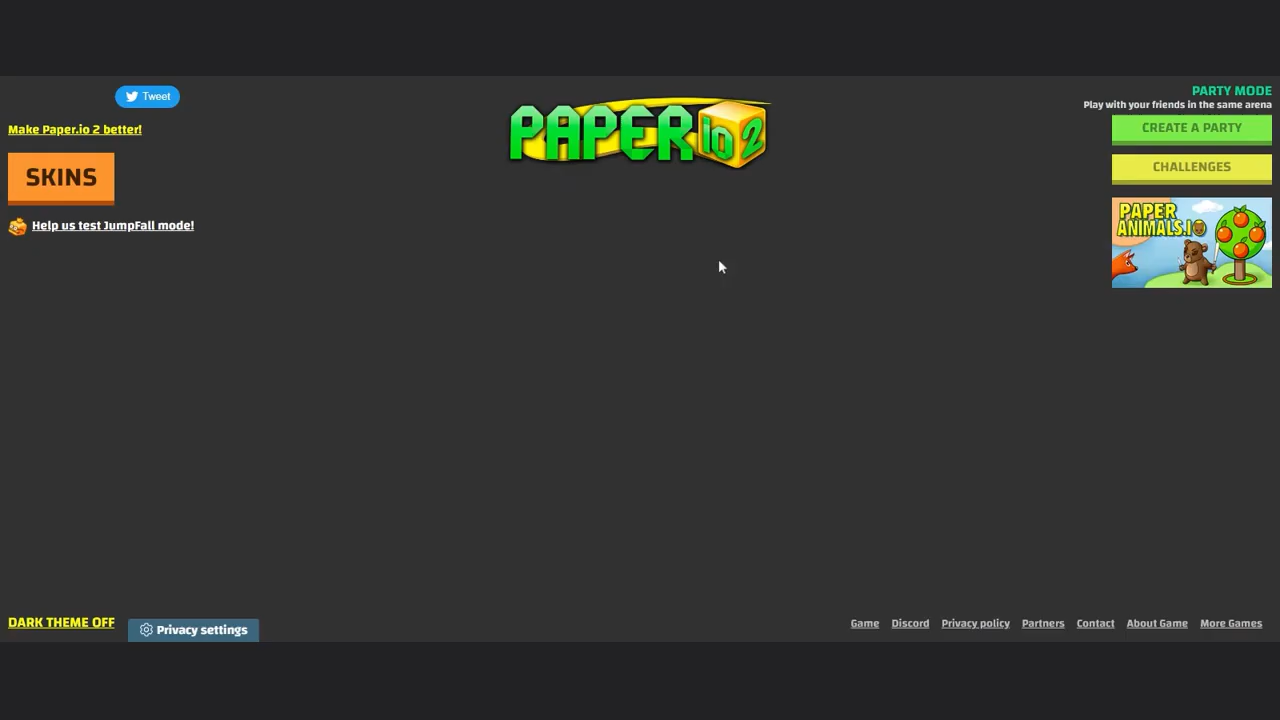 Tweet
Make Paper.io 2 better!
SKINS
Help us test JumpFall mode!
PAPER io 2
PARTY MODE
Play with your friends in the same arena
CREATE A PARTY
CHALLENGES
PAPER
ANIMALS.IO
DARK THEME OFF
Privacy settings
Game Discord Privacy policy Partners Contact About Game More Games